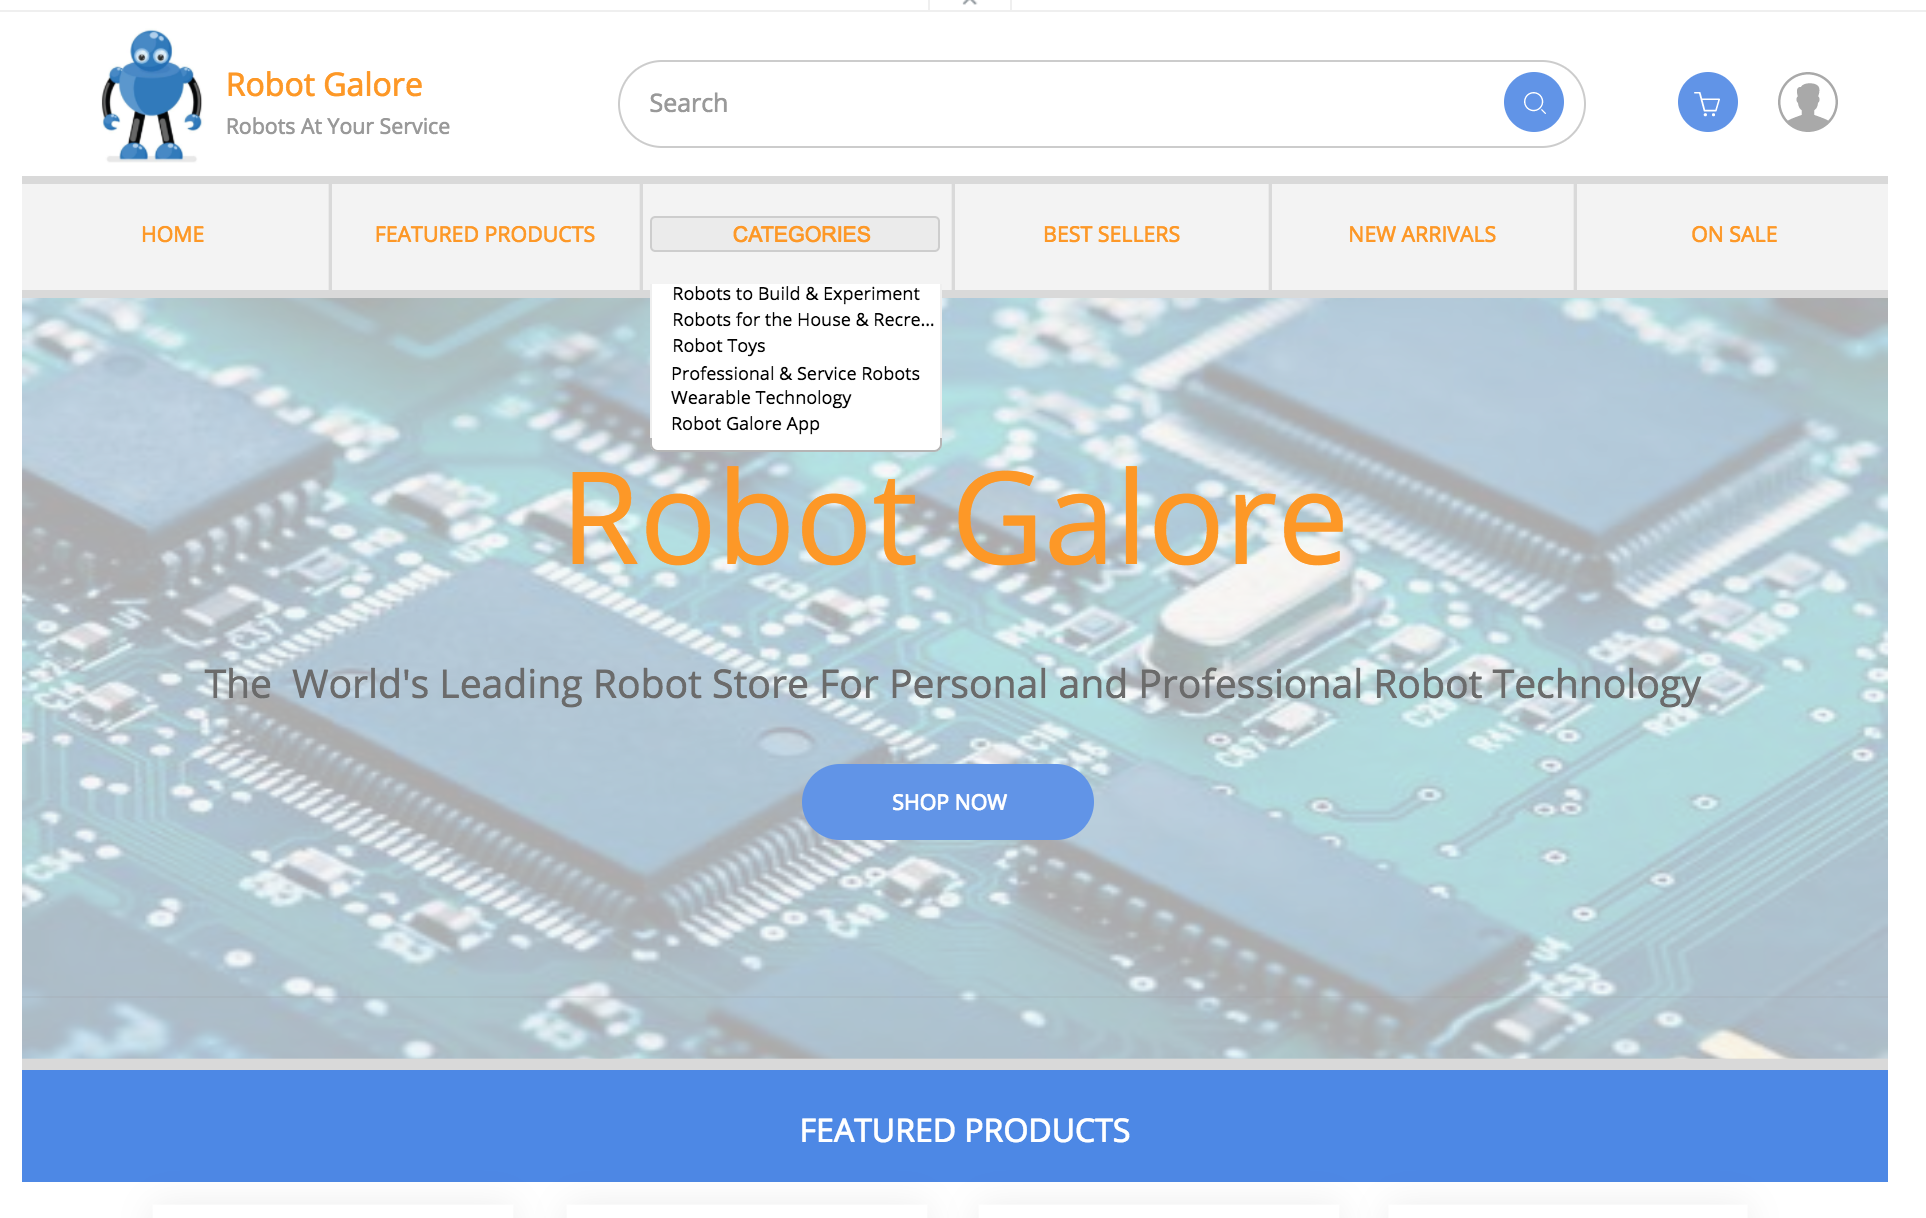 Robot Galore
Robots At Your Service
Search
HOME
FEATURED PRODUCTS
CATEGORIES
BEST SELLERS
NEW ARRIVALS
ON SALE
Robots to Build & Experiment
Robots for the House & Recre...
Robot Toys
Professional & Service Robots
Wearable Technology
Robot Galore App
Robot Galore
The World's Leading Robot Store For Personal and Professional Robot Technology
SHOP NOW
FEATURED PRODUCTS